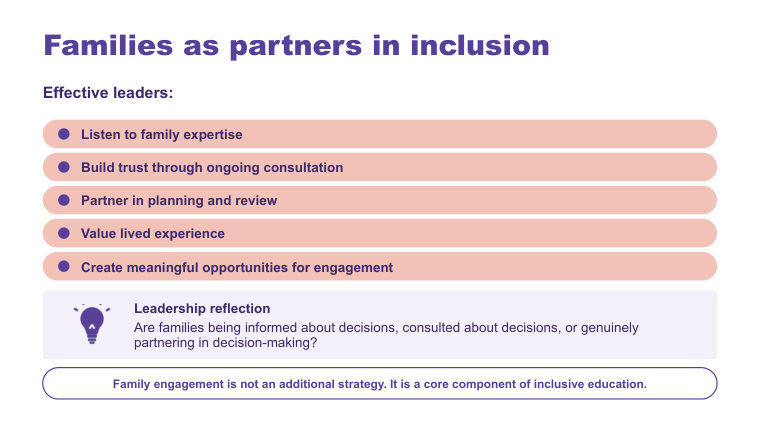 Families as partners in inclusion
Effective leaders:
Listen to family expertise
Build trust through ongoing consultation
Partner in planning and review
Value lived experience
Create meaningful opportunities for engagement
Leadership reflection
Are families being informed about decisions, consulted about decisions, or genuinely
partnering in decision-making?
Family engagement is not an additional strategy. It is a core component of inclusive education.